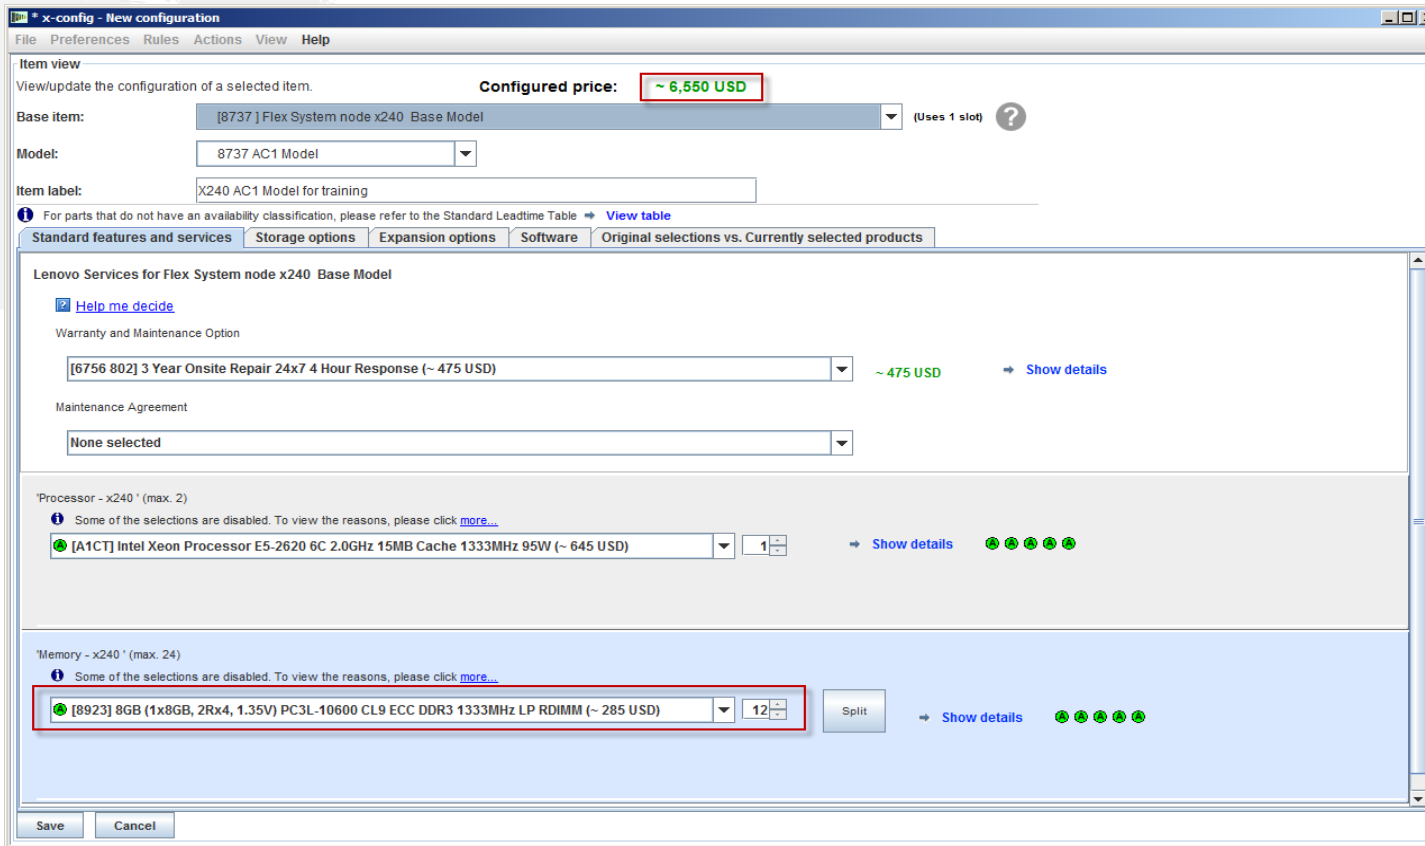 * x-config - New configuration
File Preferences Rules Actions View Help
Item view
View/update the configuration of a selected item. Configured price: ~ 6,550 USD
Base item: [8737 ] Flex System node x240 Base Model (Uses 1 slot) ?
Model: 8737 AC1 Model
Item label: X240 AC1 Model for training
For parts that do not have an availability classification, please refer to the Standard Leadtime Table View table
Standard features and services Storage options Expansion options Software Original selections vs. Currently selected products
Lenovo Services for Flex System node x240 Base Model
? Help me decide
Warranty and Maintenance Option
[6756 802] 3 Year Onsite Repair 24x7 4 Hour Response (~ 475 USD) ~ 475 USD Show details
Maintenance Agreement
None selected
'Processor - x240 ' (max. 2)
Some of the selections are disabled. To view the reasons, please click more...
A [A1CT] Intel Xeon Processor E5-2620 6C 2.0GHz 15MB Cache 1333MHz 95W (~ 645 USD) 1 Show details A A A A A
'Memory - x240 ' (max. 24)
Some of the selections are disabled. To view the reasons, please click more...
A [8923] 8GB (1x8GB, 2Rx4, 1.35V) PC3L-10600 CL9 ECC DDR3 1333MHz LP RDIMM (~ 285 USD) 12 Split Show details A A A A A
Save Cancel